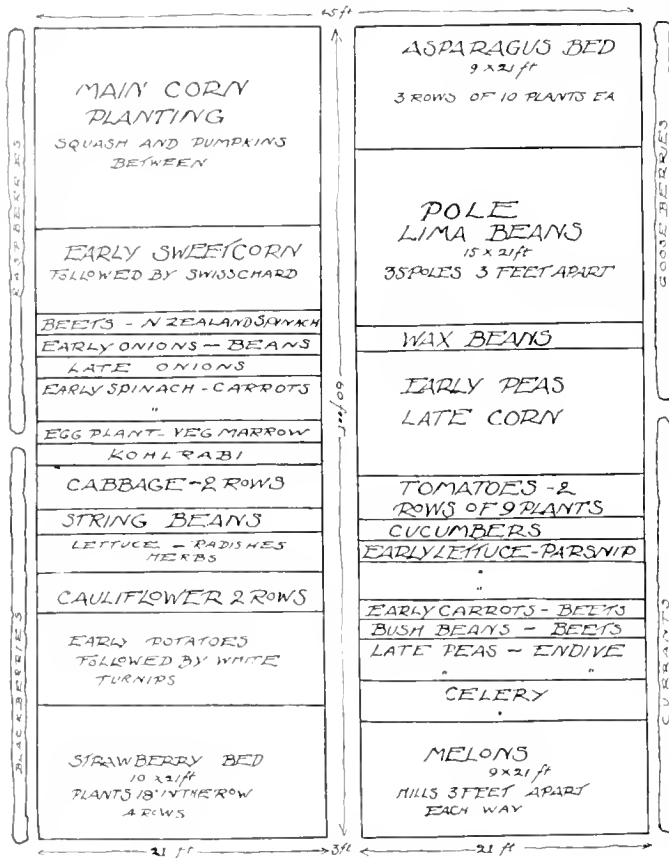 45 ft
RASPBERRIES
MAIN CORN
PLANTING
SQUASH AND PUMPKINS
BETWEEN
EARLY SWEETCORN
FOLLOWED BY SWISSCHARD
BEETS - N ZEALANDSPINACH
EARLY ONIONS - BEANS
LATE ONIONS
EARLY SPINACH - CARROTS
"
EGG PLANT - VEG MARROW
KOHLRABI
CABBAGE - 2 ROWS
STRING BEANS
LETTUCE - RADISHES
HERBS
CAULIFLOWER 2 ROWS
EARLY POTATOES
FOLLOWED BY WHITE
TURNIPS
STRAWBERRY BED
10 x 21 ft
PLANTS 18" IN THE ROW
4 ROWS
BLACKBERRIES
ASPARAGUS BED
9 x 21 ft
3 ROWS OF 10 PLANTS EA
POLE
LIMA BEANS
15 x 21 ft
35 POLES 3 FEET APART
WAX BEANS
EARLY PEAS
LATE CORN
TOMATOES - 2
ROWS OF 9 PLANTS
CUCUMBERS
EARLY LETTUCE - PARSNIP
"
"
EARLY CARROTS - BEETS
BUSH BEANS - BEETS
LATE PEAS - ENDIVE
" "
CELERY
"
MELONS
9 x 21 ft
HILLS 3 FEET APART
EACH WAY
GOOSEBERRIES
CURRANTS
21 ft
3 ft
21 ft